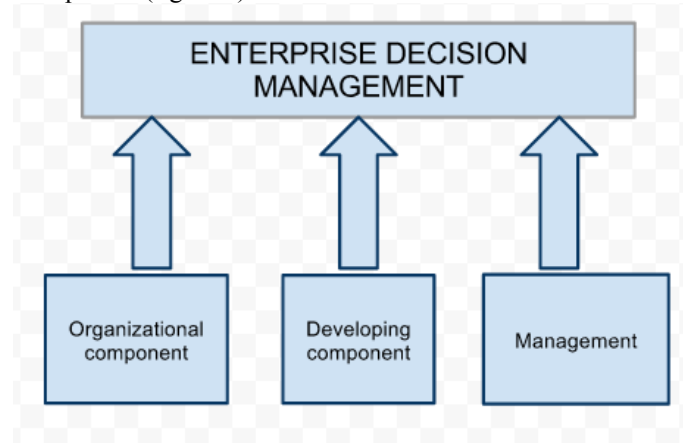 ENTERPRISE DECISION
MANAGEMENT
Organizational
component
Developing
component
Management